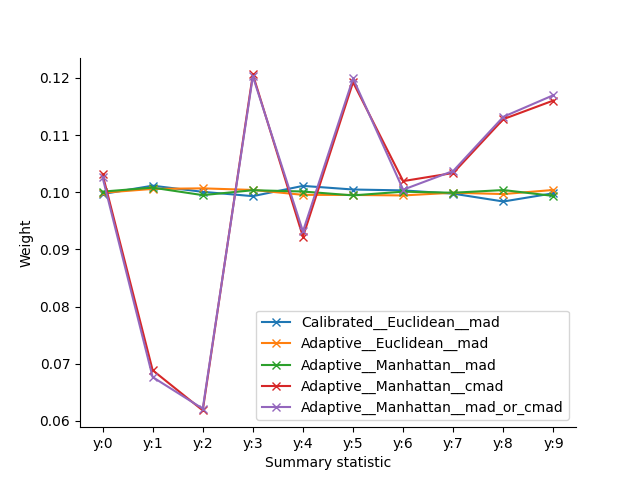 0.12
0.11
0.10
0.09
0.08
0.07
0.06
Weight
Calibrated__Euclidean__mad
Adaptive__Euclidean__mad
Adaptive__Manhattan__mad
Adaptive__Manhattan__cmad
Adaptive__Manhattan__mad_or_cmad
y:0 y:1 y:2 y:3 y:4 y:5 y:6 y:7 y:8 y:9
Summary statistic